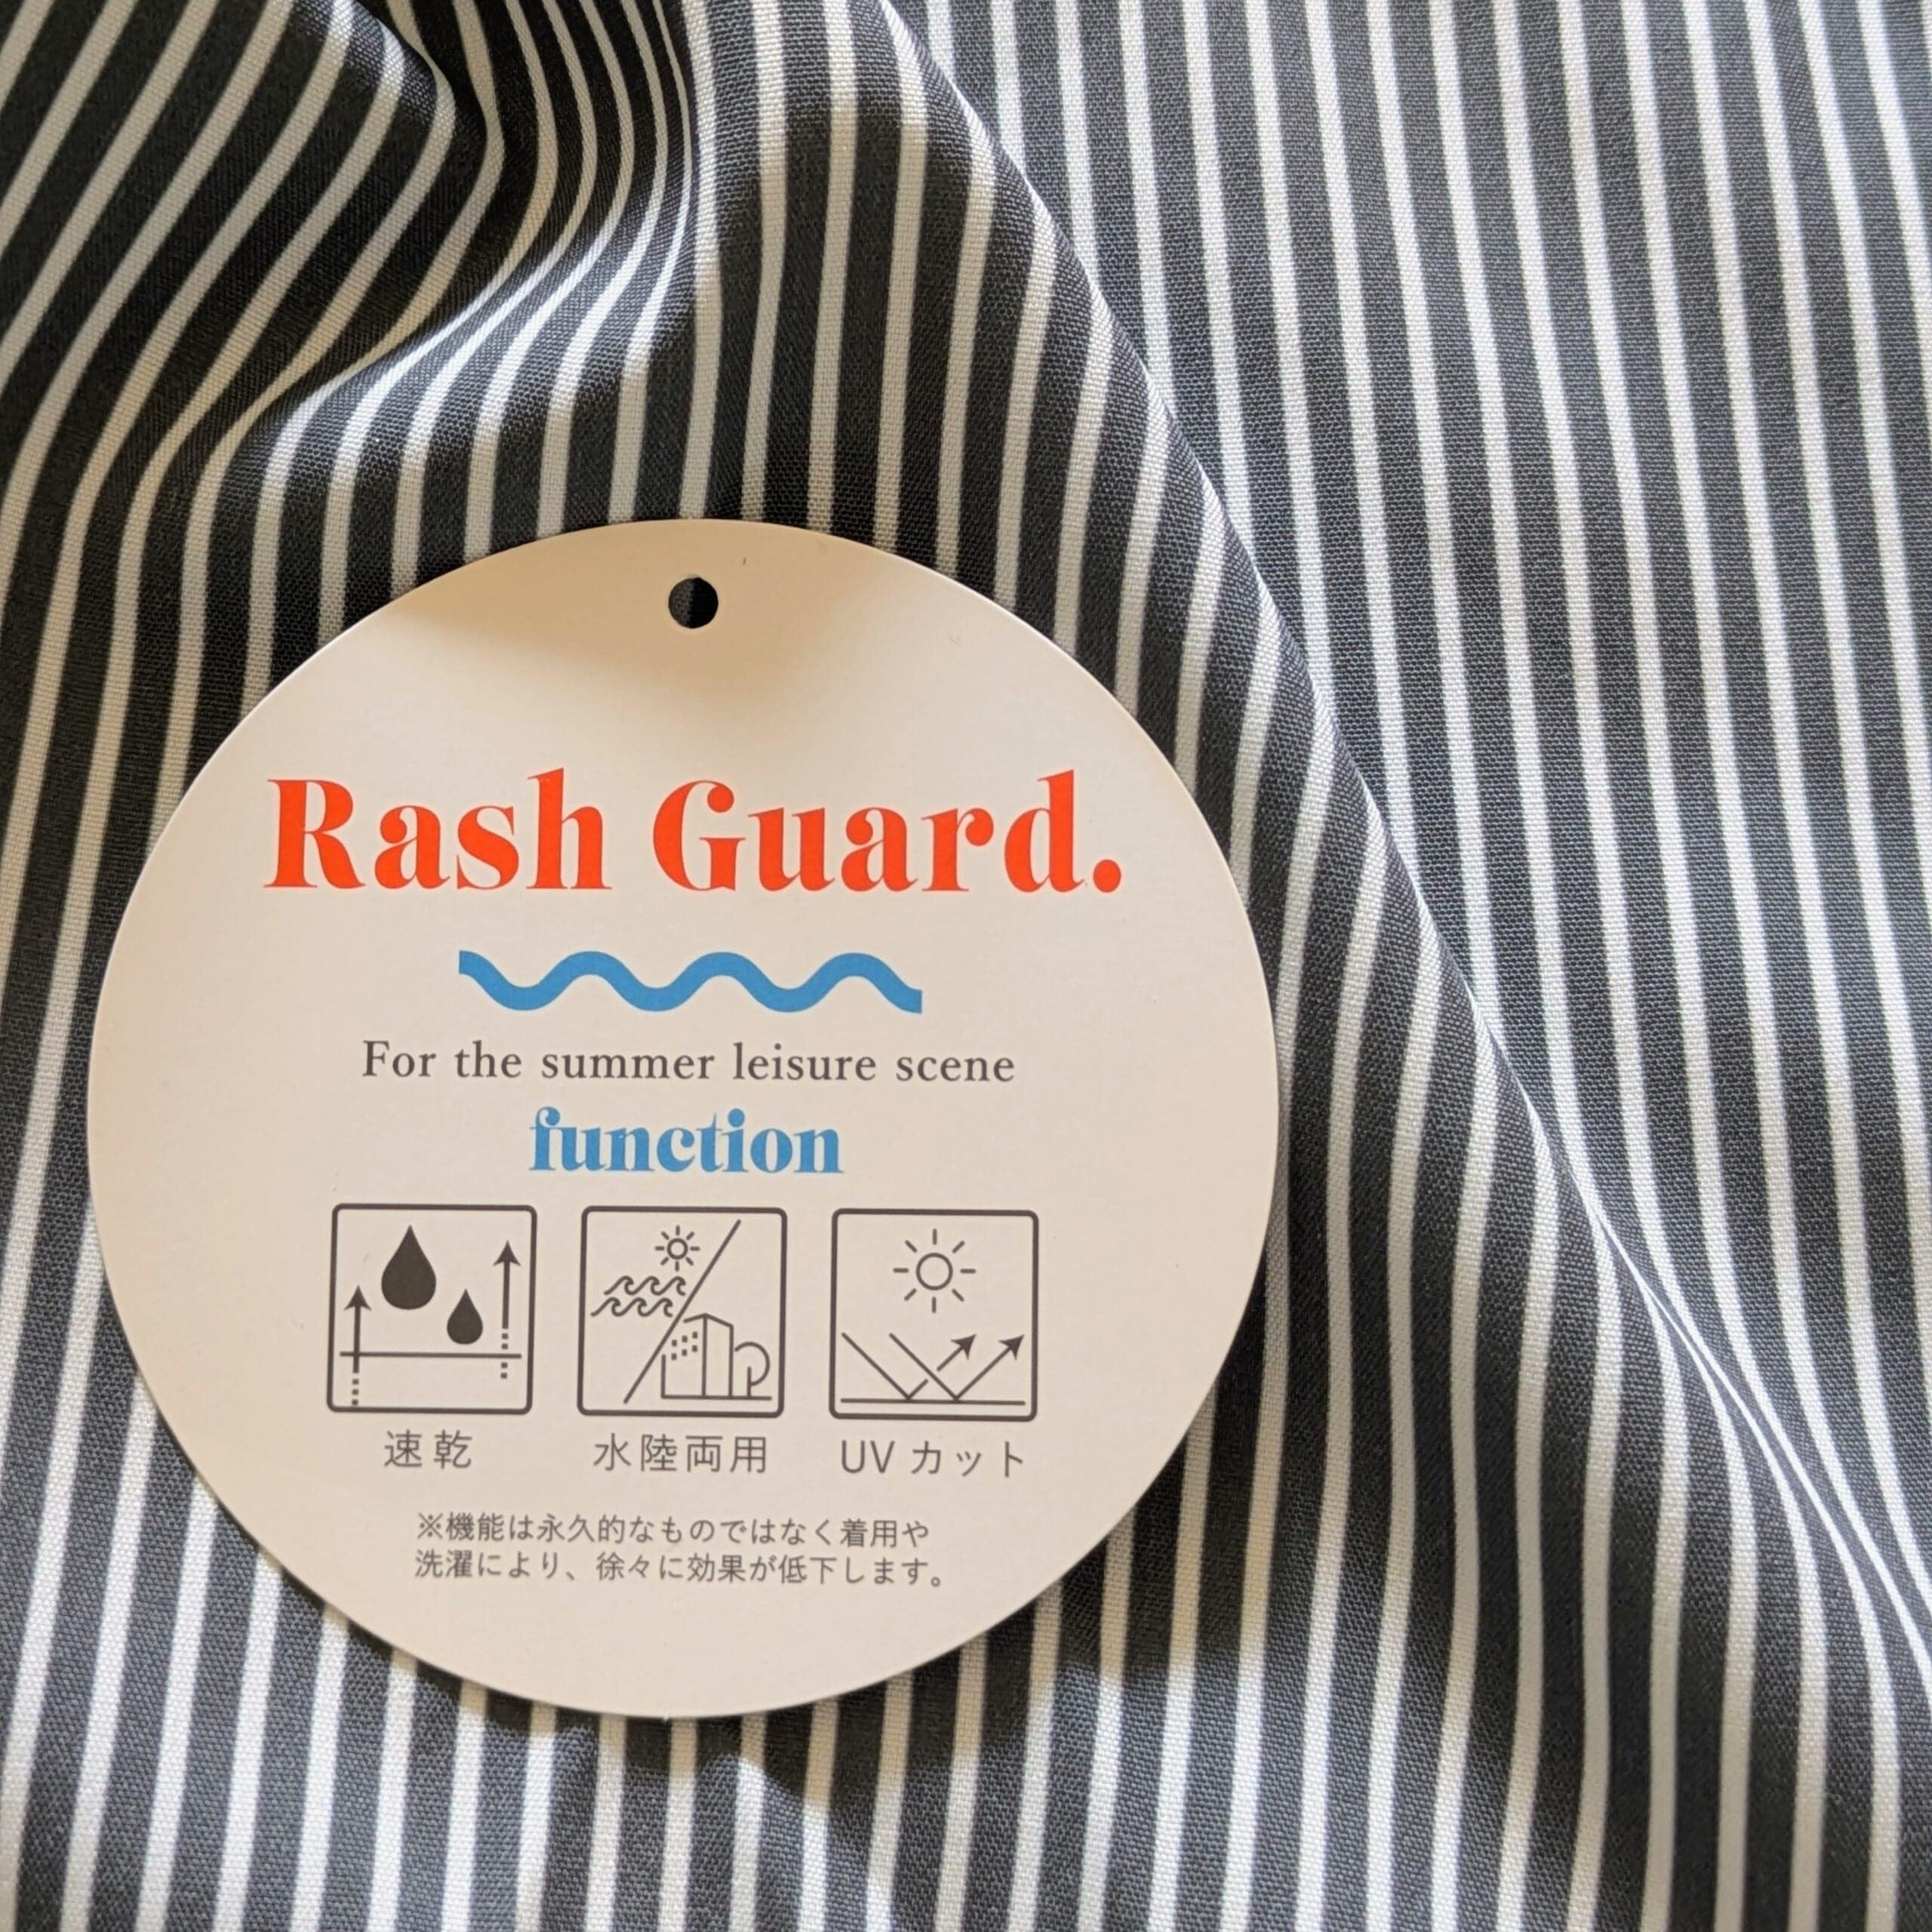 Rash Guard.
For the summer leisure scene
function
速乾 水陸両用 UVカット
※機能は永久的なものではなく着用や
洗濯により、徐々に効果が低下します。